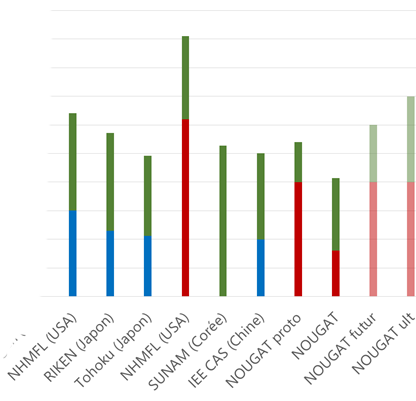 NHMFL (USA)
RIKEN (Japon)
Tohoku (Japon)
NHMFL (USA)
SUNAM (Corée)
IEE CAS (Chine)
NOUGAT proto
NOUGAT
NOUGAT futur
NOUGAT ult